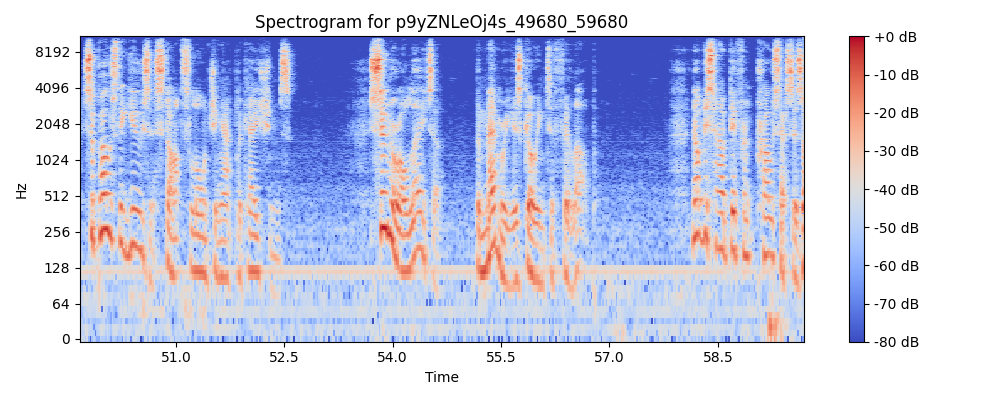 Spectrogram for p9yZNLeOj4s_49680_59680
8192
4096
2048
1024
512
256
128
64
0
Hz
51.0
52.5
54.0
55.5
57.0
58.5
Time
+0 dB
-10 dB
-20 dB
-30 dB
-40 dB
-50 dB
-60 dB
-70 dB
-80 dB